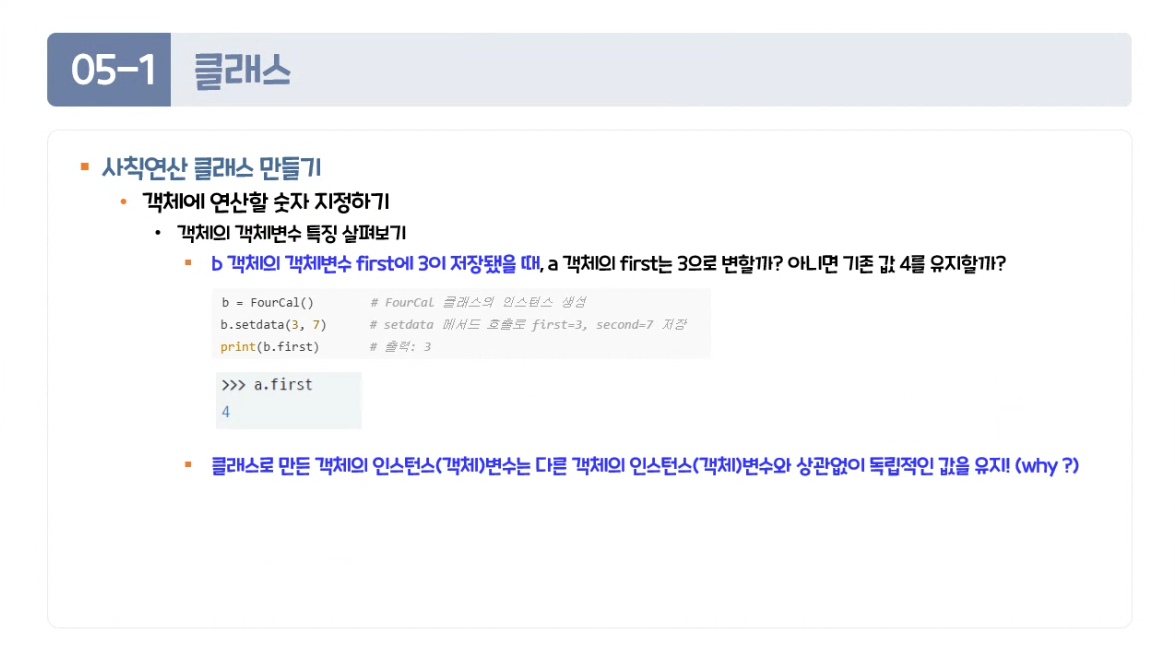 05-1 클래스
사칙연산 클래스 만들기
객체에 연산할 숫자 지정하기
객체의 객체변수 특징 살펴보기
b 객체의 객체변수 first에 3이 저장됐을 때, a 객체의 first는 3으로 변할까? 아니면 기존 값 4를 유지할까?
b = FourCal() # FourCal 클래스의 인스턴스 생성
b.setdata(3, 7) # setdata 메서드 호출로 first=3, second=7 저장
print(b.first) # 출력: 3
>>> a.first
4
클래스로 만든 객체의 인스턴스(객체)변수는 다른 객체의 인스턴스(객체)변수와 상관없이 독립적인 값을 유지! (why ?)